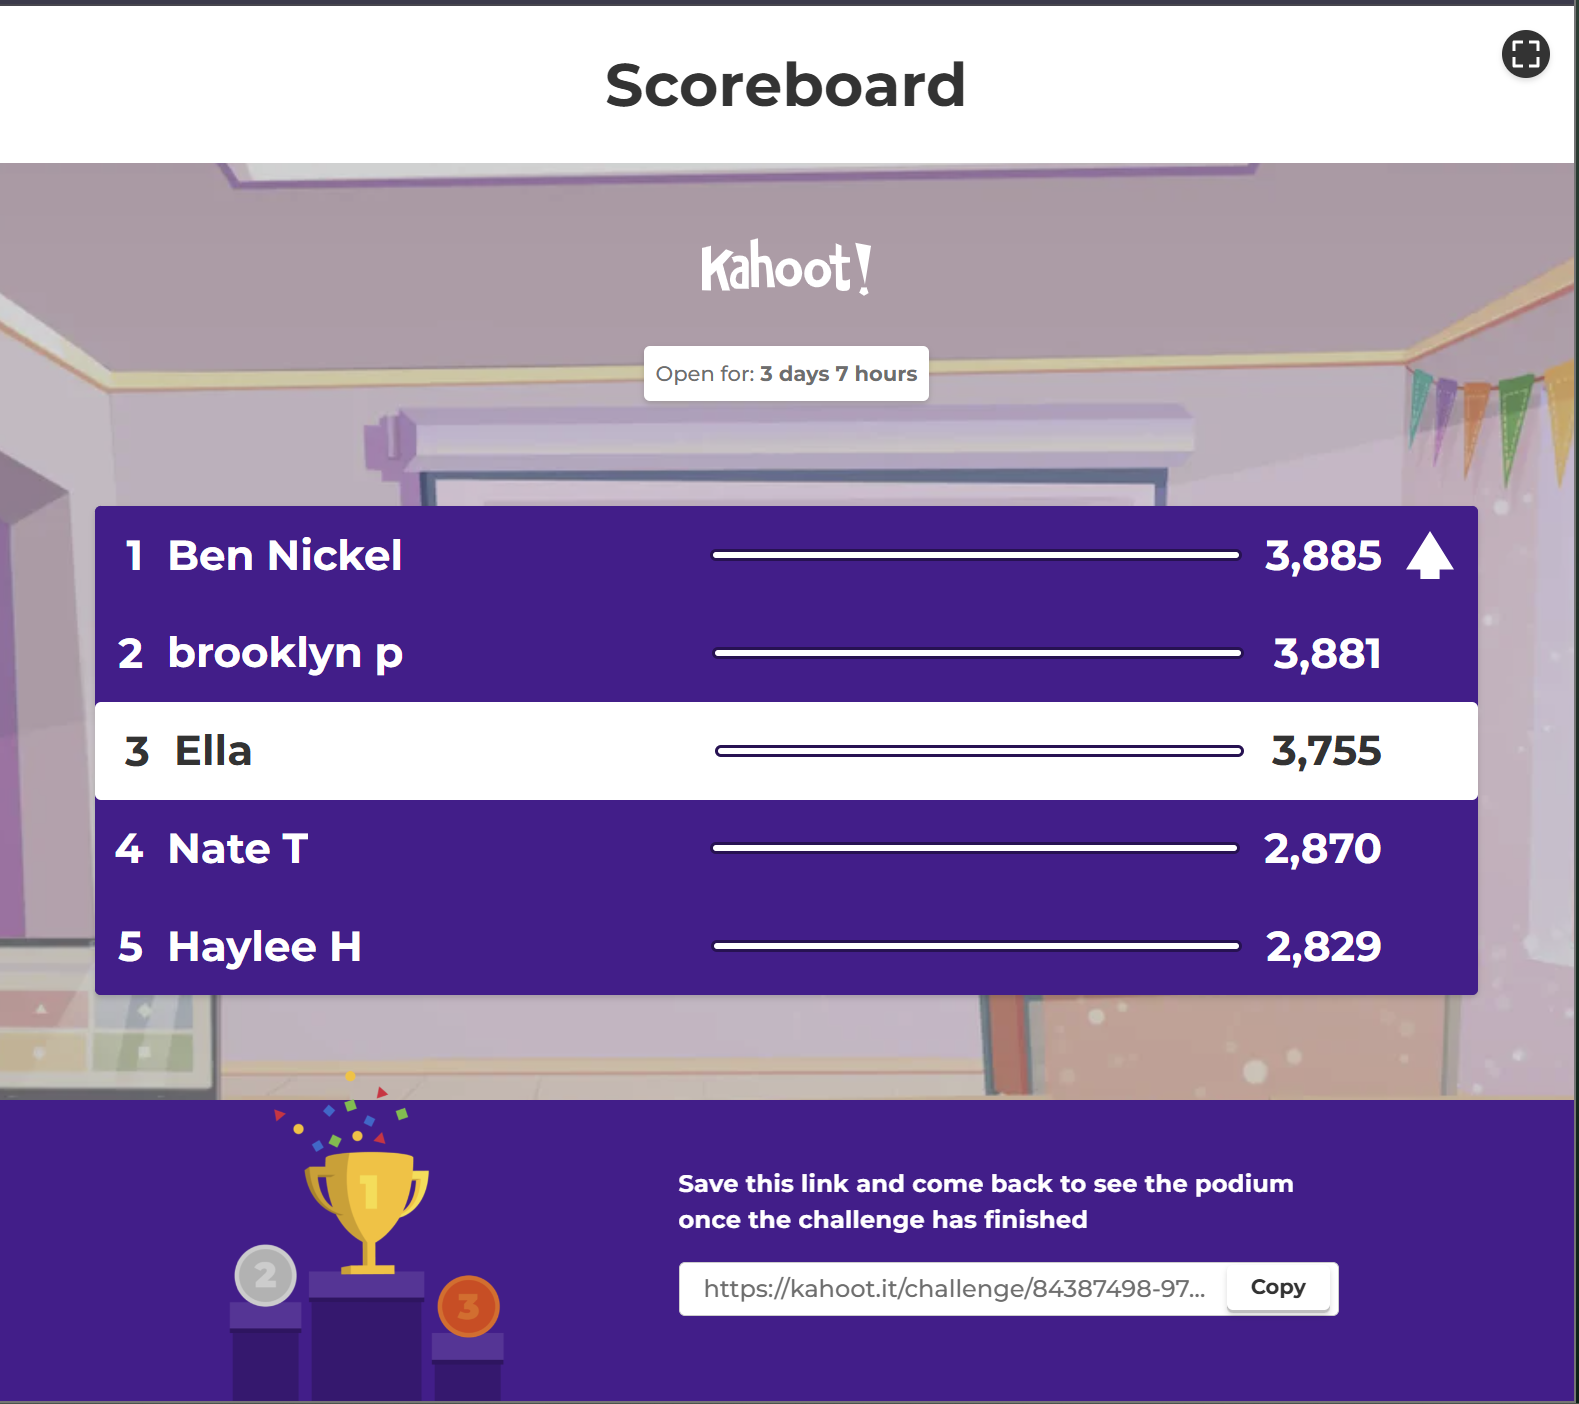 Scoreboard
Kahoot!
Open for: 3 days 7 hours
1 Ben Nickel 3,885
2 brooklyn p 3,881
3 Ella 3,755
4 Nate T 2,870
5 Haylee H 2,829
1
2
3
Save this link and come back to see the podium
once the challenge has finished
https://kahoot.it/challenge/84387498-97... Copy